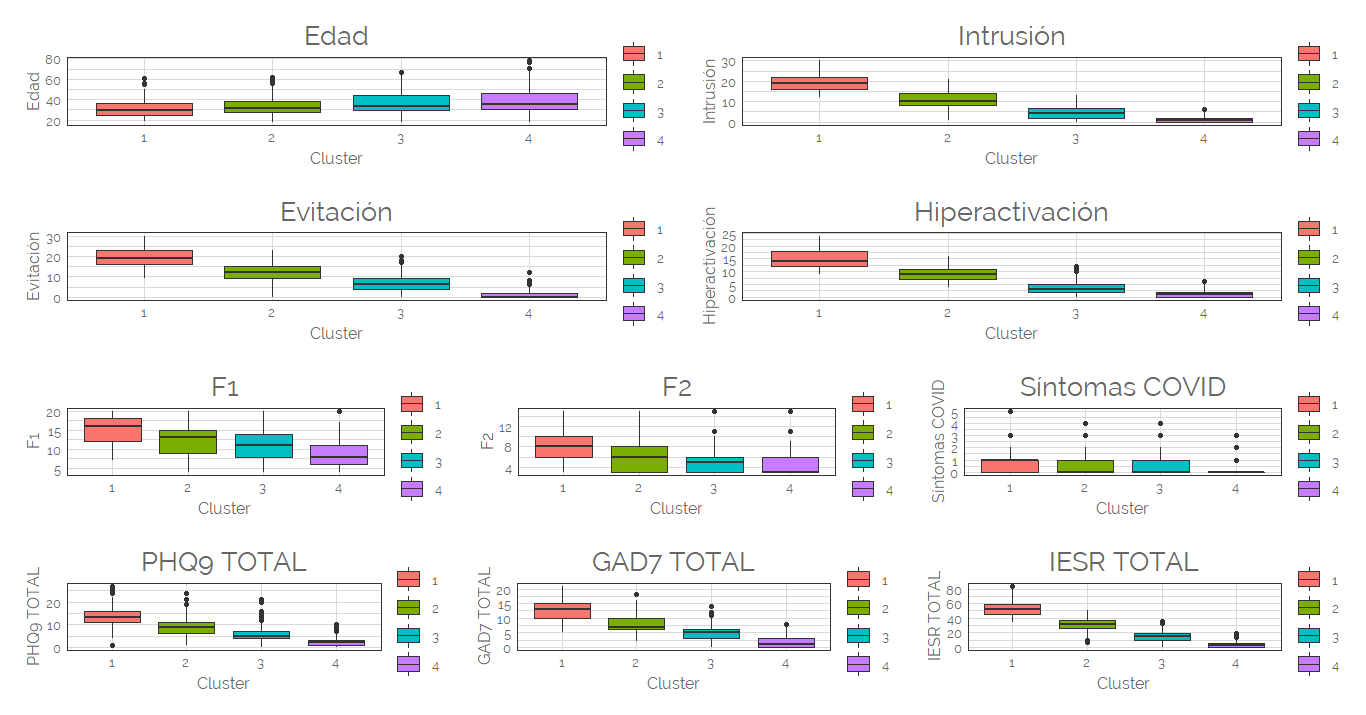 Edad
Edad
80
60
40
20
1 2 3 4
Cluster
1
2
3
4
Intrusión
Intrusión
30
20
10
0
1 2 3 4
Cluster
1
2
3
4
Evitación
Evitación
30
20
10
0
1 2 3 4
Cluster
1
2
3
4
Hiperactivación
Hiperactivación
25
20
15
10
5
0
1 2 3 4
Cluster
1
2
3
4
F1
F1
20
15
10
5
1 2 3 4
Cluster
1
2
3
4
F2
F2
12
8
4
1 2 3 4
Cluster
1
2
3
4
Síntomas COVID
Síntomas COVID
5
4
3
2
1
0
1 2 3 4
Cluster
1
2
3
4
PHQ9 TOTAL
PHQ9 TOTAL
20
10
0
1 2 3 4
Cluster
1
2
3
4
GAD7 TOTAL
GAD7 TOTAL
20
15
10
5
0
1 2 3 4
Cluster
1
2
3
4
IESR TOTAL
IESR TOTAL
80
60
40
20
0
1 2 3 4
Cluster
1
2
3
4